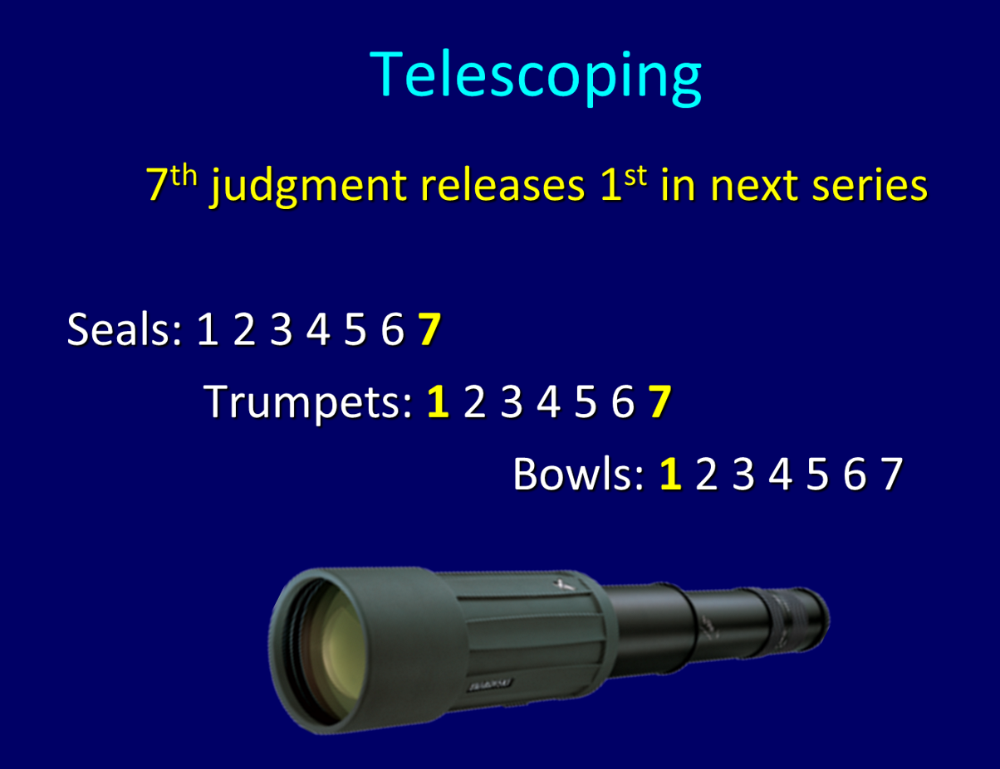 Telescoping
7th judgment releases 1st in next series
Seals: 1 2 3 4 5 6 7
Trumpets: 1 2 3 4 5 6 7
Bowls: 1 2 3 4 5 6 7